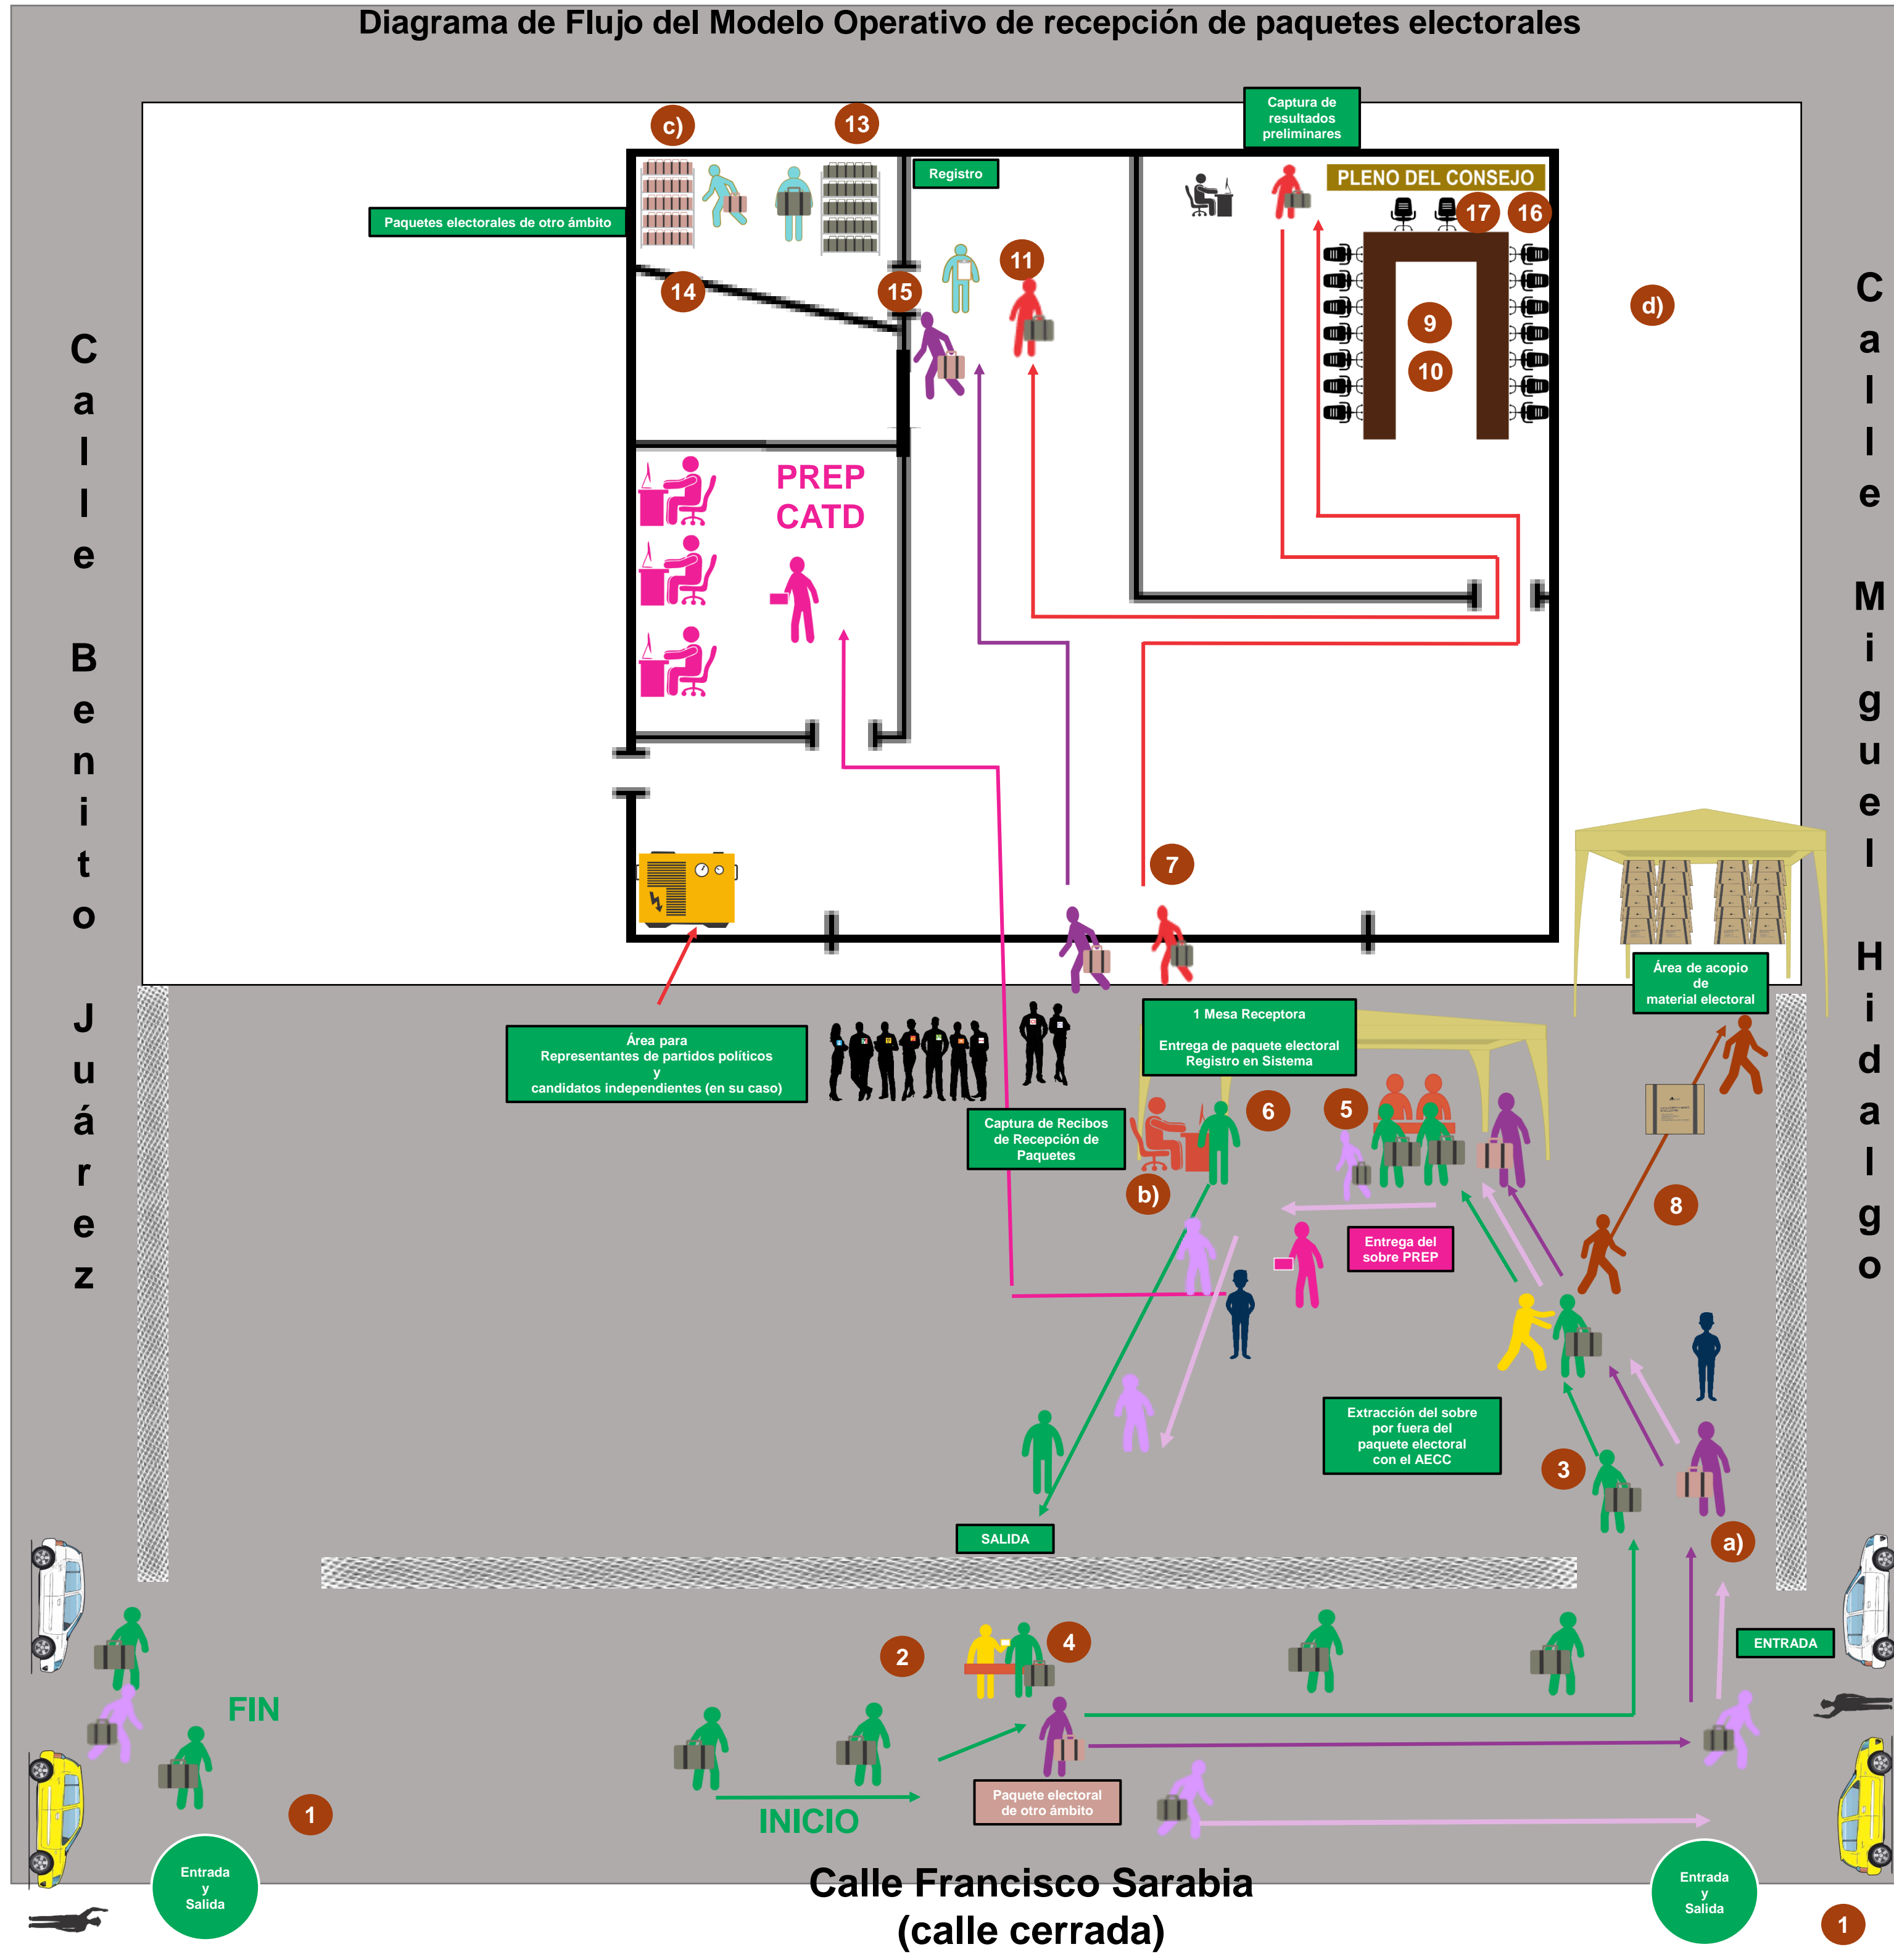 Diagrama de Flujo del Modelo Operativo de recepción de paquetes electorales
Captura de
resultados
preliminares
c)
13
Registro
PLENO DEL CONSEJO
17
16
Paquetes electorales de otro ámbito
11
14
15
9
10
d)
Calle Benito Juárez
Calle Miguel Hidalgo
PREP
CATD
7
Área de acopio
de
material electoral
1 Mesa Receptora
Entrega de paquete electoral
Registro en Sistema
Área para
Representantes de partidos políticos
y
candidatos independientes (en su caso)
Captura de Recibos
de Recepción de
Paquetes
6
5
b)
8
Entrega del
sobre PREP
Extracción del sobre
por fuera del
paquete electoral
con el AECC
3
SALIDA
a)
2
4
ENTRADA
FIN
INICIO
Paquete electoral
de otro ámbito
1
Entrada
y
Salida
Calle Francisco Sarabia
(calle cerrada)
Entrada
y
Salida
1